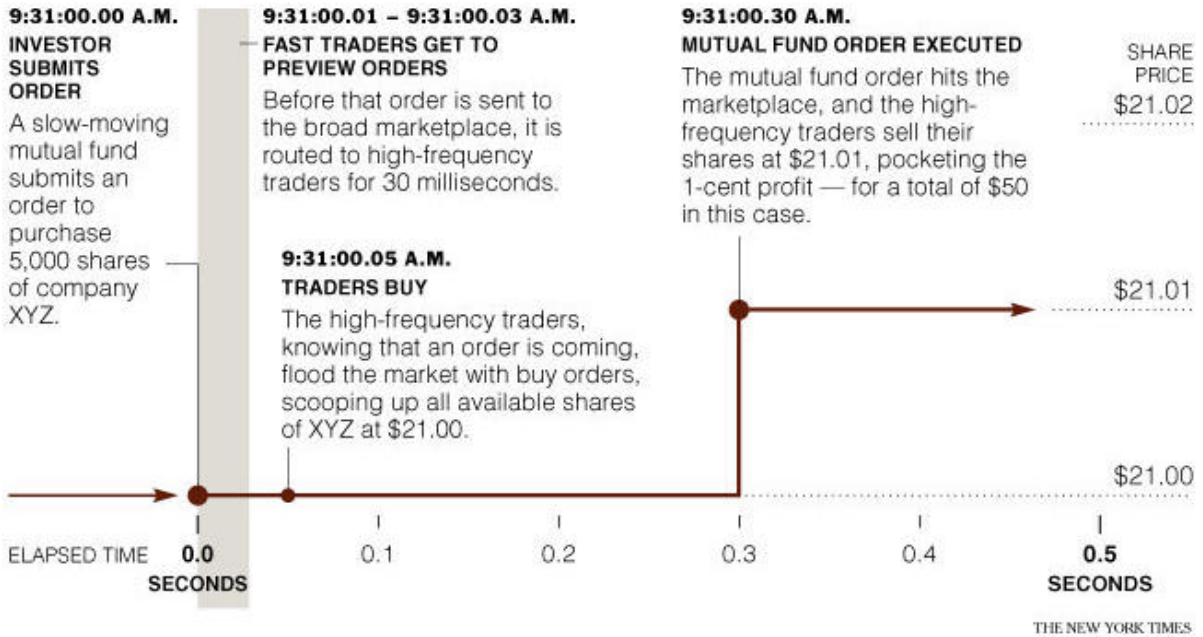 9:31:00.00 A.M.
INVESTOR
SUBMITS
ORDER
A slow-moving
mutual fund
submits an
order to
purchase
5,000 shares
of company
XYZ.
9:31:00.01 – 9:31:00.03 A.M.
FAST TRADERS GET TO
PREVIEW ORDERS
Before that order is sent to
the broad marketplace, it is
routed to high-frequency
traders for 30 milliseconds.
9:31:00.05 A.M.
TRADERS BUY
The high-frequency traders,
knowing that an order is coming,
flood the market with buy orders,
scooping up all available shares
of XYZ at $21.00.
9:31:00.30 A.M.
MUTUAL FUND ORDER EXECUTED
The mutual fund order hits the
marketplace, and the high-
frequency traders sell their
shares at $21.01, pocketing the
1-cent profit — for a total of $50
in this case.
SHARE
PRICE
$21.02
$21.01
$21.00
ELAPSED TIME 0.0 0.1 0.2 0.3 0.4 0.5
SECONDS SECONDS
THE NEW YORK TIMES